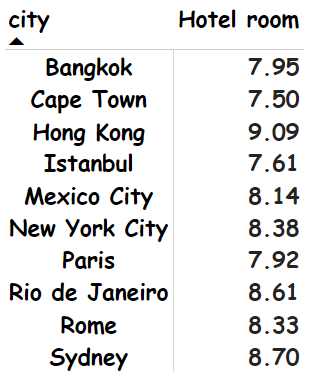 city Hotel room
Bangkok 7.95
Cape Town 7.50
Hong Kong 9.09
Istanbul 7.61
Mexico City 8.14
New York City 8.38
Paris 7.92
Rio de Janeiro 8.61
Rome 8.33
Sydney 8.70